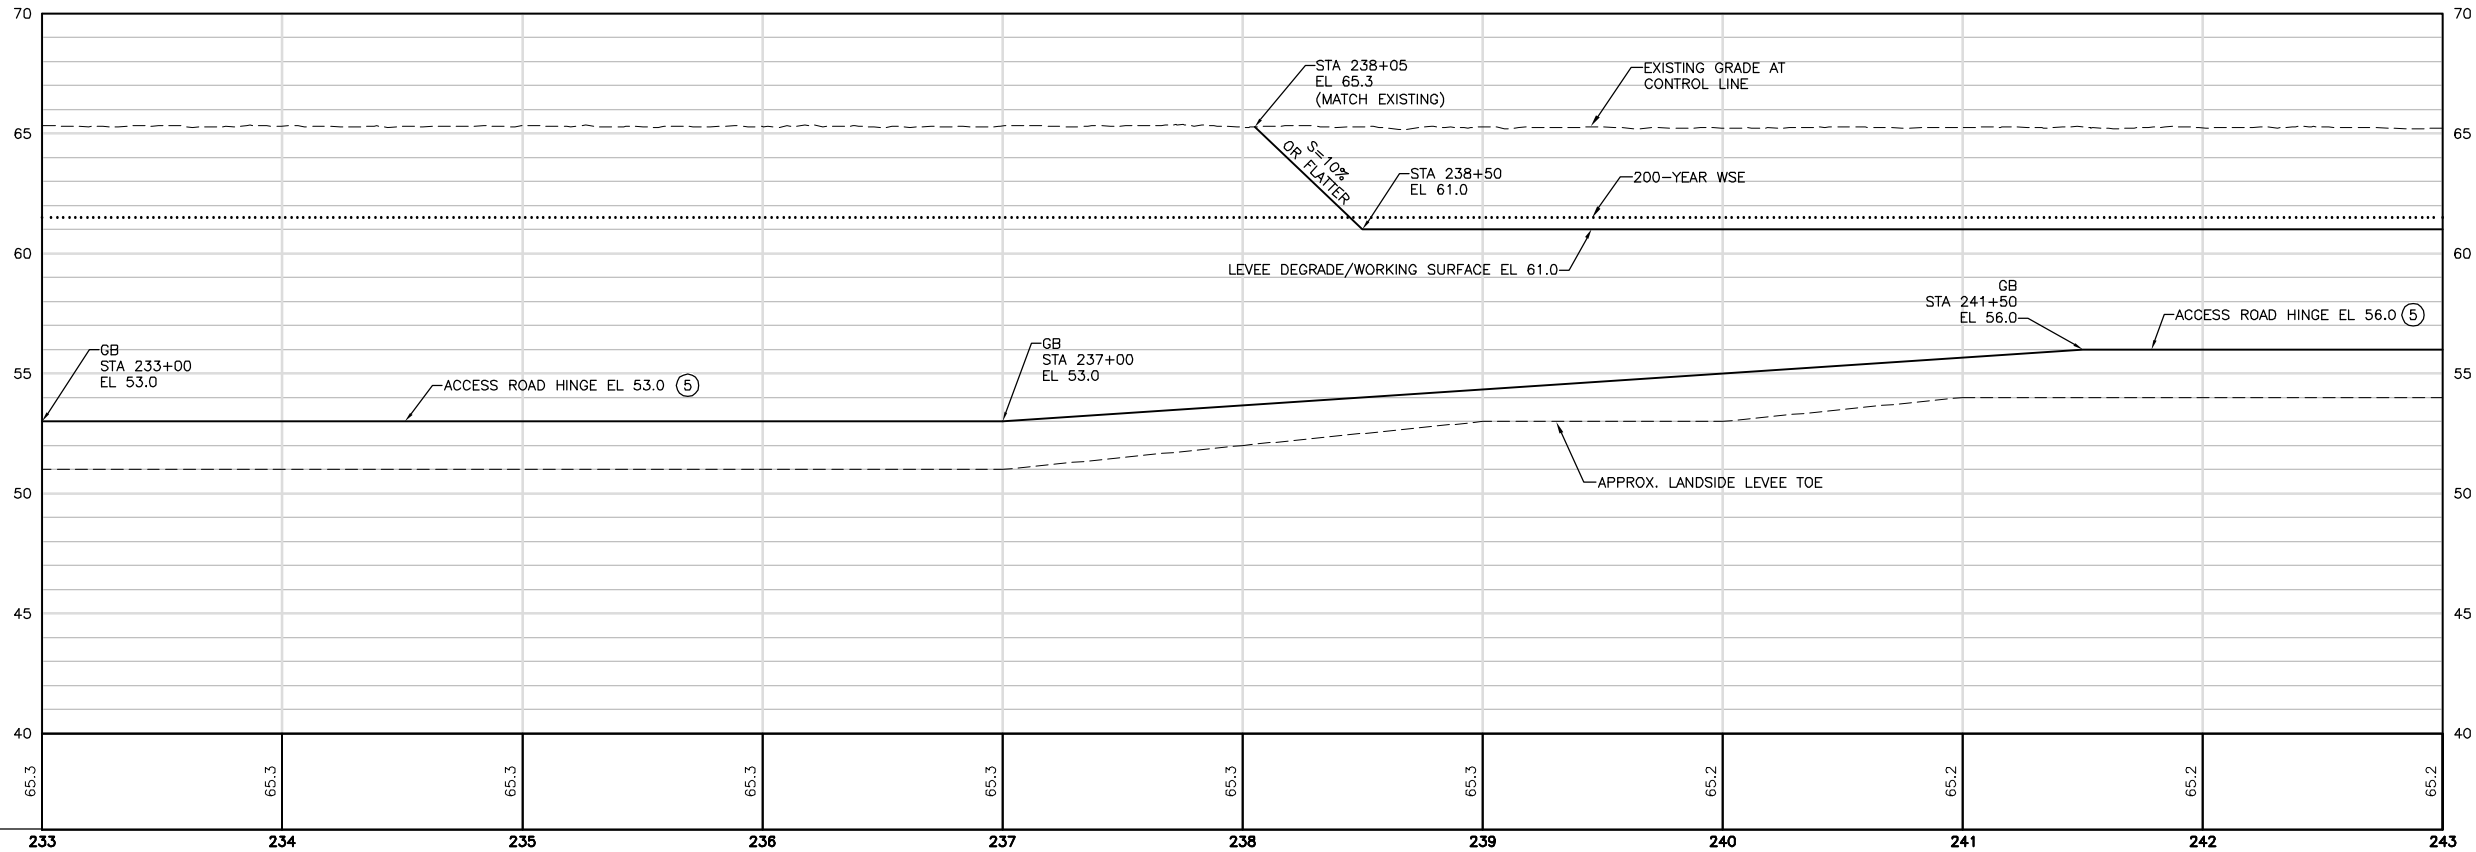 70
70
STA 238+05
EL 65.3
(MATCH EXISTING)
EXISTING GRADE AT
CONTROL LINE
65
65
S=10%
OR FLATTER
STA 238+50
EL 61.0
200-YEAR WSE
60
60
LEVEE DEGRADE/WORKING SURFACE EL 61.0
GB
STA 241+50
EL 56.0
ACCESS ROAD HINGE EL 56.0 5
GB
STA 233+00
EL 53.0
GB
STA 237+00
EL 53.0
55
55
ACCESS ROAD HINGE EL 53.0 5
APPROX. LANDSIDE LEVEE TOE
50
50
45
45
40
40
65.3
65.3
65.3
65.3
65.3
65.3
65.3
65.2
65.2
65.2
65.2
233
234
235
236
237
238
239
240
241
242
243